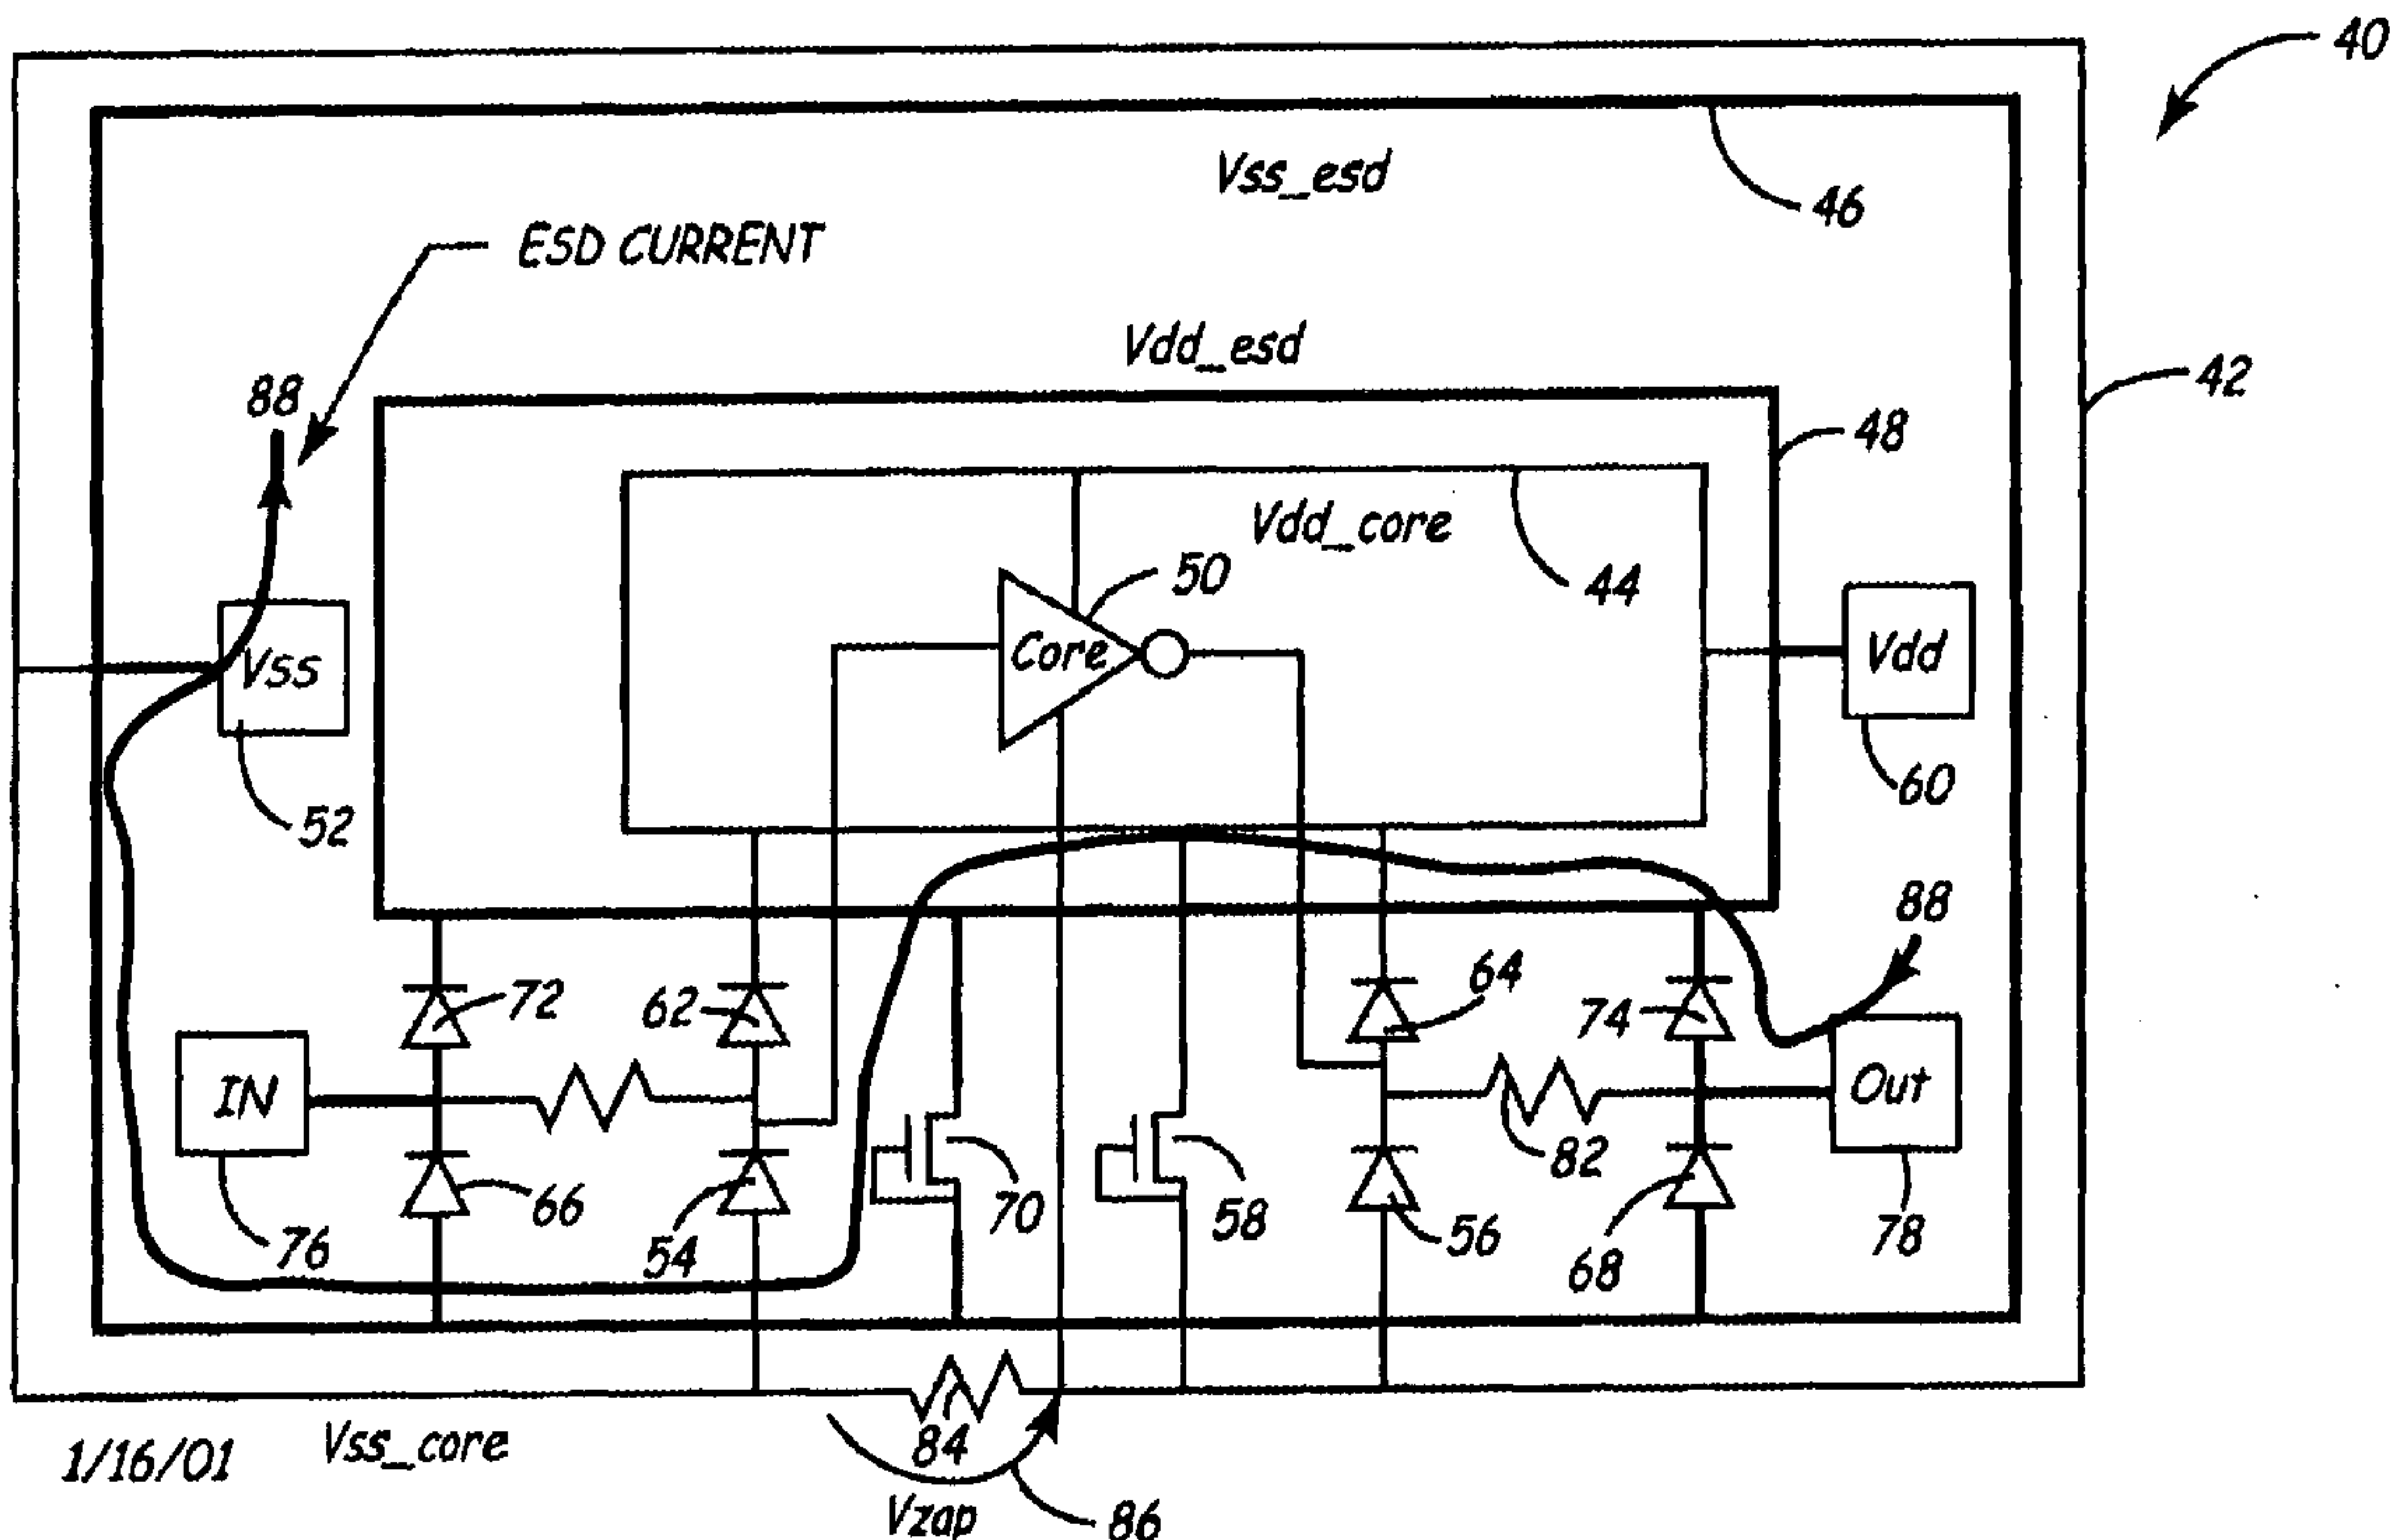 40
Vss_esd
46
ESD CURRENT
Vdd_esd
42
88
48
Vdd_core
50
44
Core
Vss
Vdd
52
60
88
72
62
64
74
IN
Out
82
66
70
58
56
76
54
68
78
84
Vss_core
1/16/01
Vzap
86